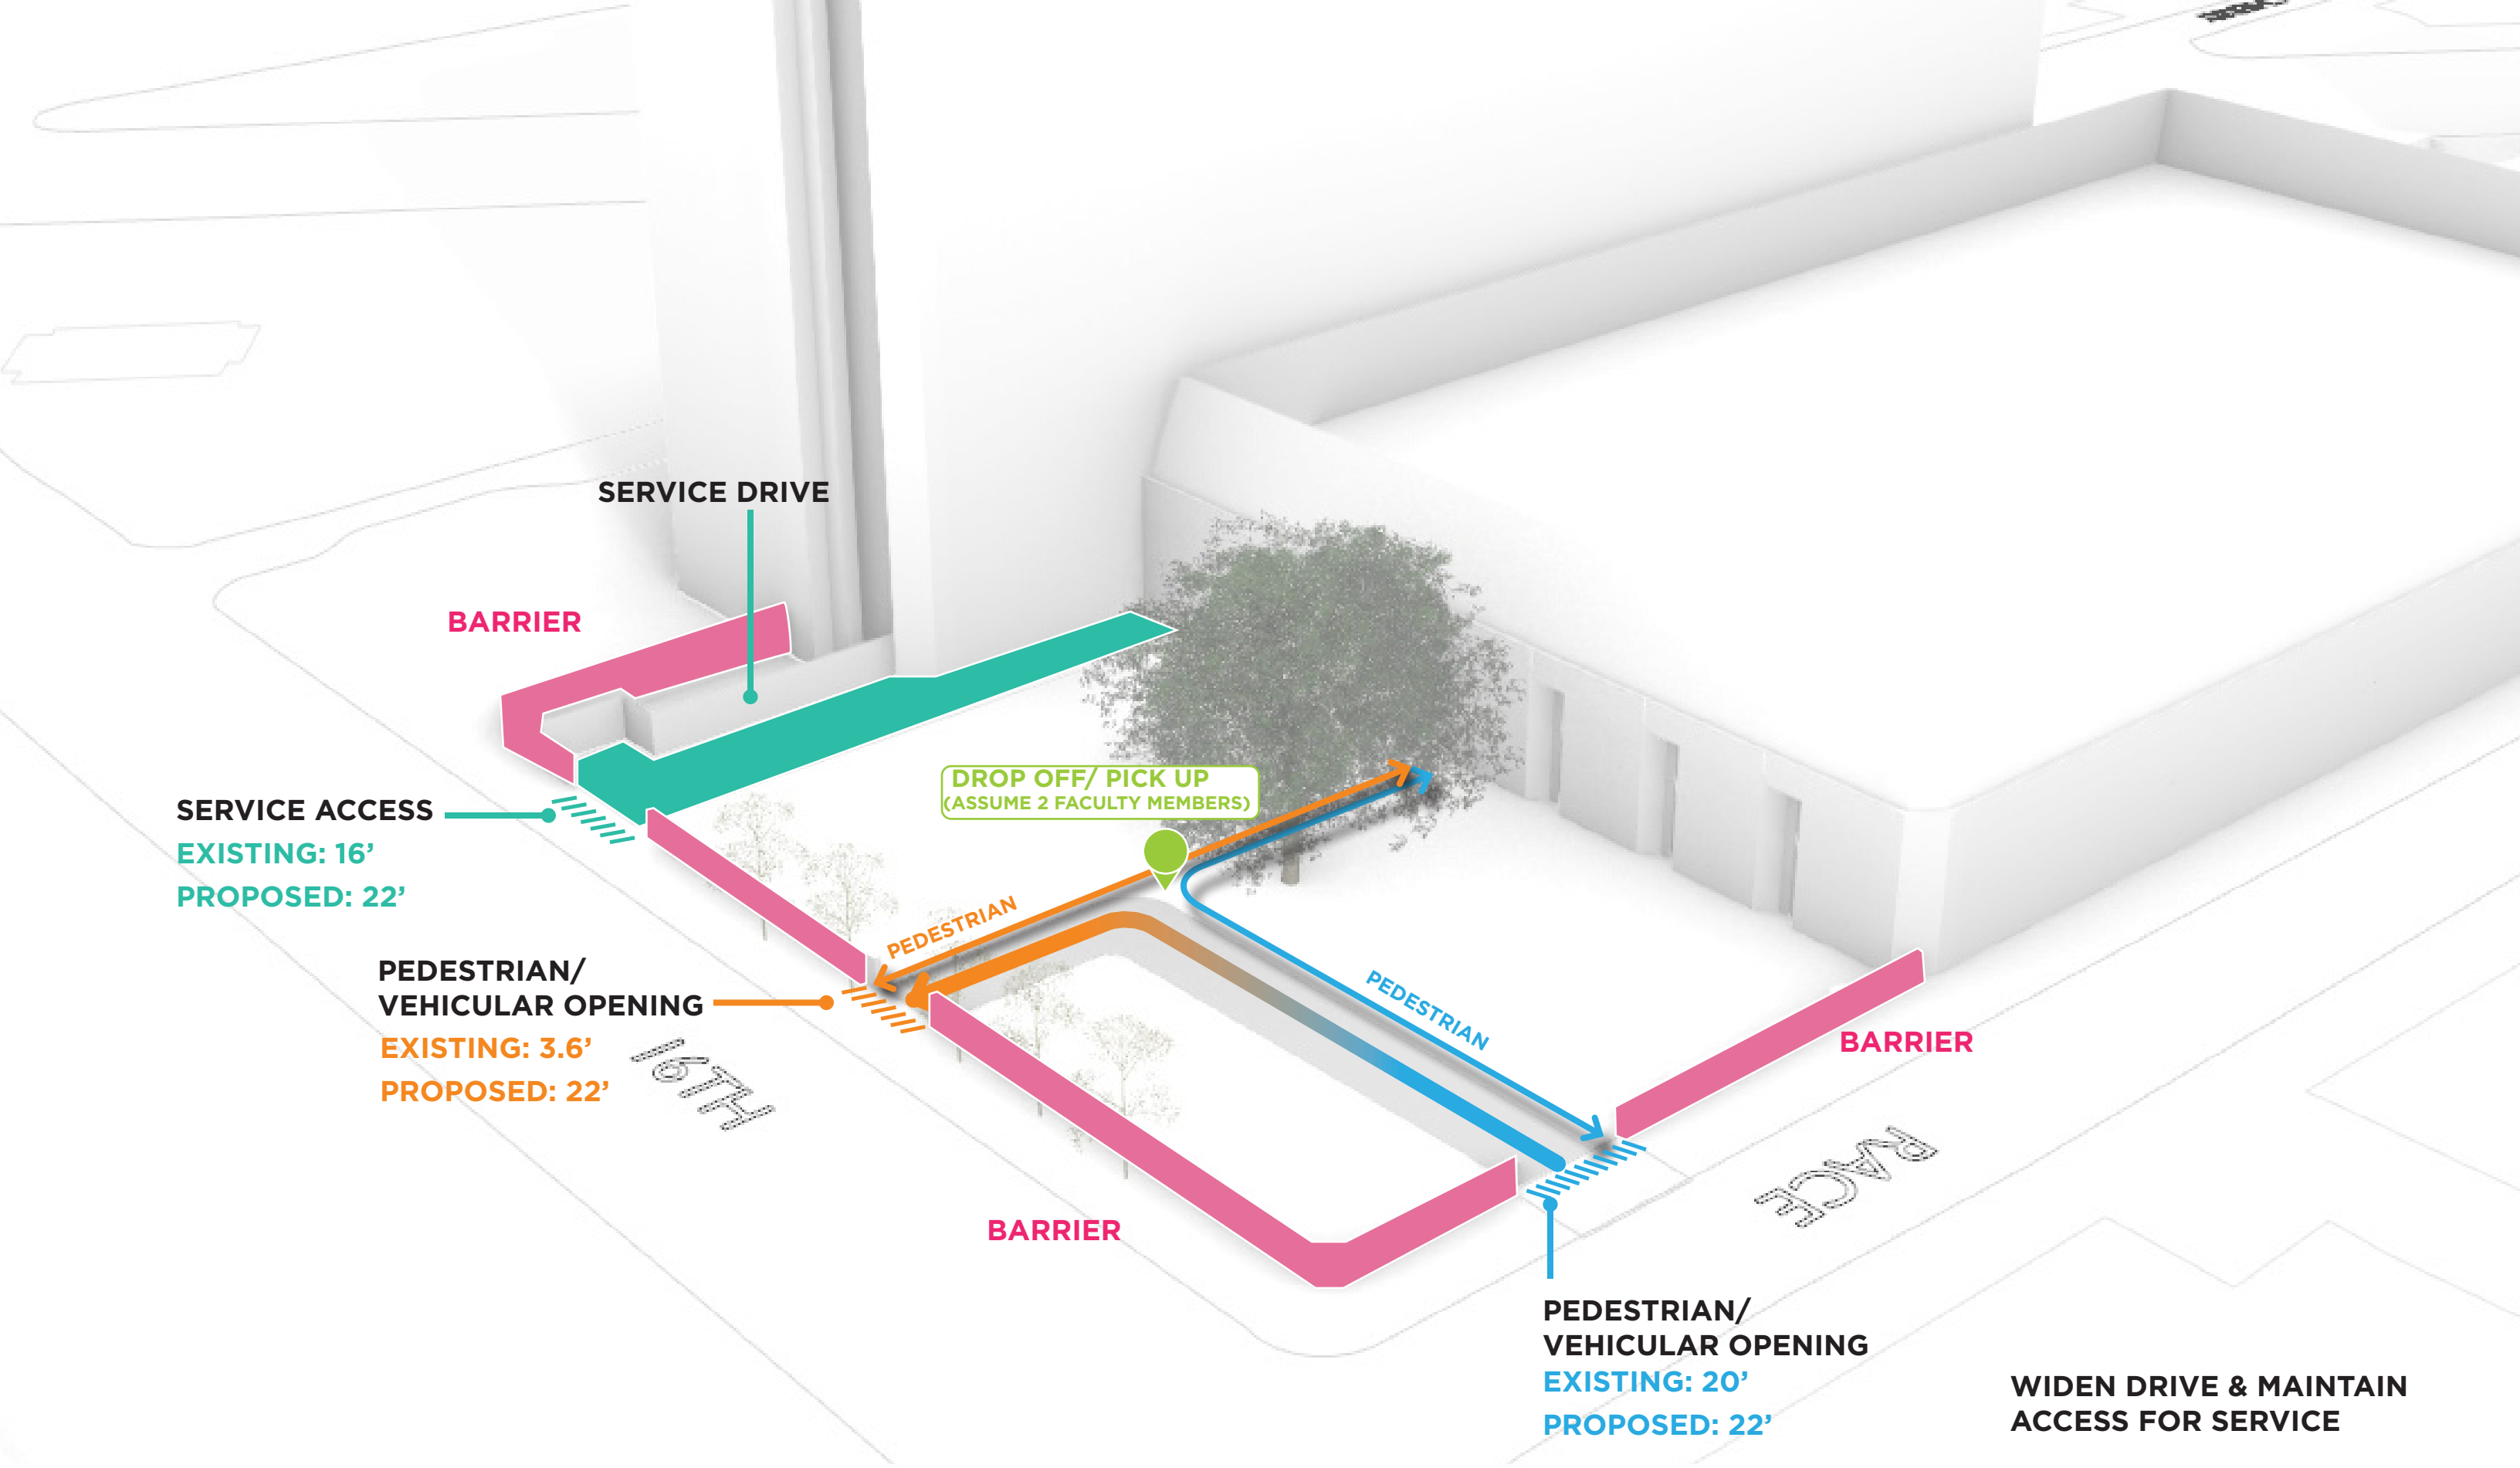 SERVICE DRIVE
BARRIER
DROP OFF/ PICK UP
(ASSUME 2 FACULTY MEMBERS)
SERVICE ACCESS
EXISTING: 16’
PROPOSED: 22’
PEDESTRIAN
PEDESTRIAN/
VEHICULAR OPENING
EXISTING: 3.6’
PROPOSED: 22’
16TH
PEDESTRIAN
BARRIER
RACE
BARRIER
PEDESTRIAN/
VEHICULAR OPENING
EXISTING: 20’
PROPOSED: 22’
WIDEN DRIVE & MAINTAIN
ACCESS FOR SERVICE